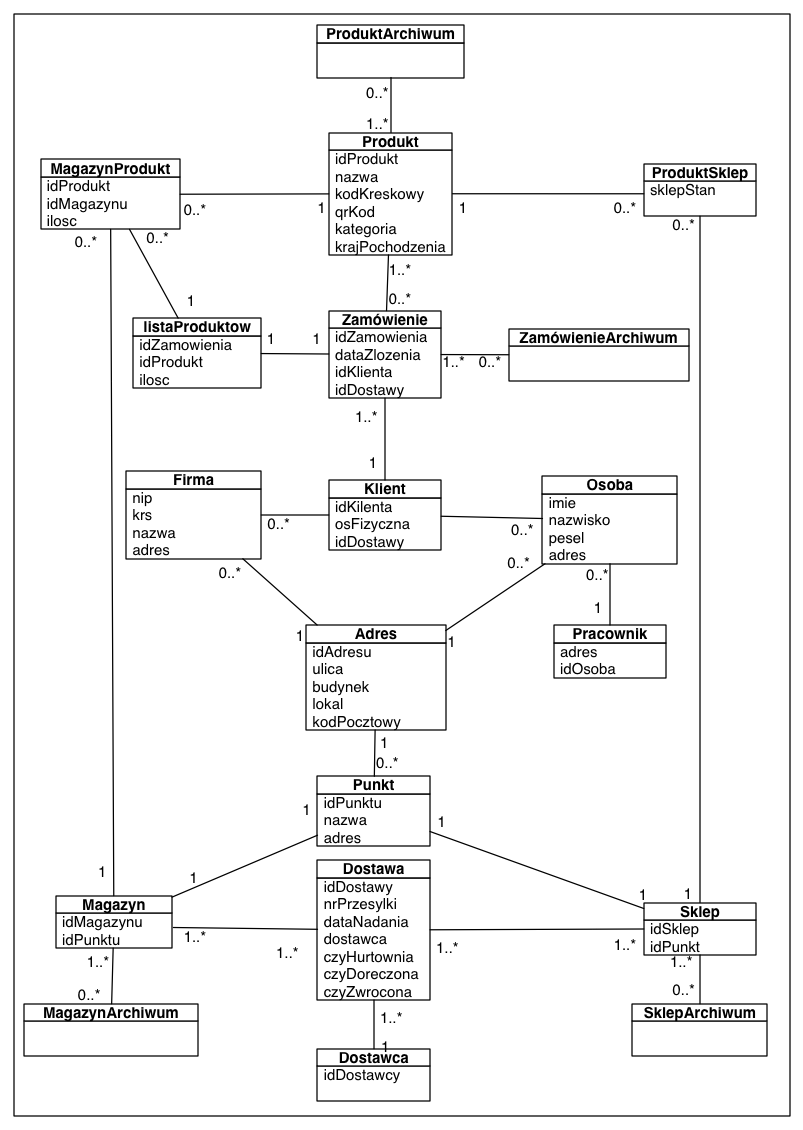 ProduktArchiwum
0..*
1..*
Produkt
idProdukt
nazwa
kodKreskowy
qrKod
kategoria
krajPochodzenia
MagazynProdukt
idProdukt
idMagazynu
ilosc
0..*
1
1
0..*
ProduktSklep
sklepStan
0..*
0..*
0..*
1..*
0..*
1
listaProduktow
idZamowienia
idProdukt
ilosc
1
1
Zamówienie
idZamowienia
dataZlozenia
idKlienta
idDostawy
1..*
0..*
ZamówienieArchiwum
1..*
1
Firma
nip
krs
nazwa
adres
0..*
Klient
idKilenta
osFizyczna
idDostawy
0..*
Osoba
imie
nazwisko
pesel
adres
0..*
0..*
0..*
1
1
1
Pracownik
adres
idOsoba
Adres
idAdresu
ulica
budynek
lokal
kodPocztowy
1
0..*
Punkt
idPunktu
nazwa
adres
1
1
1
1
1
1
Magazyn
idMagazynu
idPunktu
1..*
1..*
Dostawa
idDostawy
nrPrzesylki
dataNadania
dostawca
czyHurtownia
czyDoreczona
czyZwrocona
1..*
1..*
Sklep
idSklep
idPunkt
1..*
0..*
MagazynArchiwum
1..*
0..*
SklepArchiwum
1..*
1
Dostawca
idDostawcy